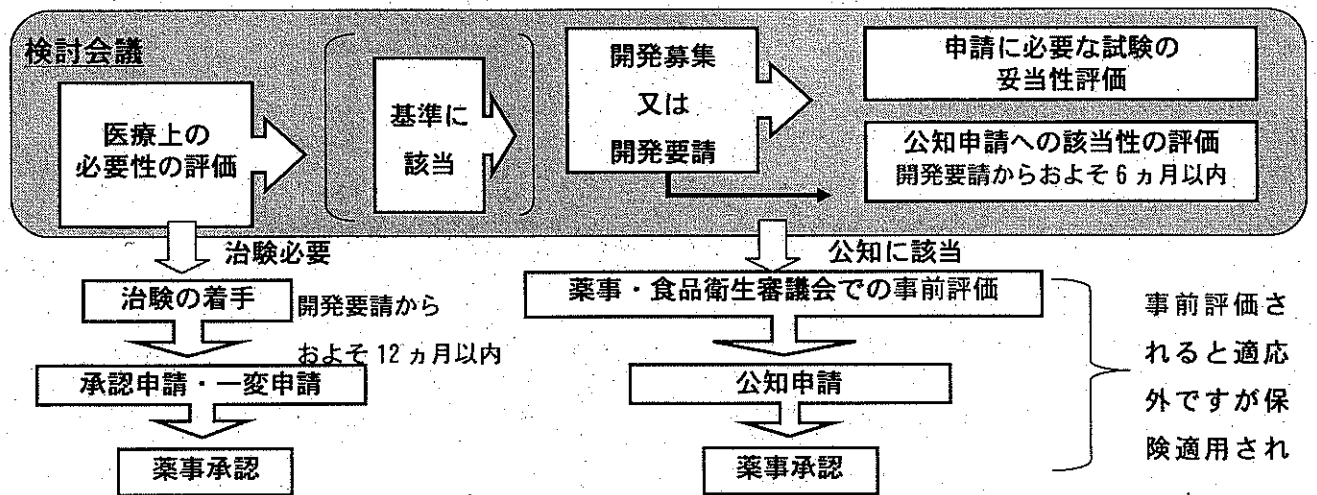 検討会議
医療上の
必要性の評価
基準に
該当
開発募集
又は
開発要請
申請に必要な試験の
妥当性評価
公知申請への該当性の評価
開発要請からおよそ6ヵ月以内
治験必要
治験の着手
開発要請から
およそ12ヵ月以内
承認申請・一変申請
薬事承認
公知に該当
薬事・食品衛生審議会での事前評価
公知申請
薬事承認
事前評価さ
れると適応
外ですが保
険適用され